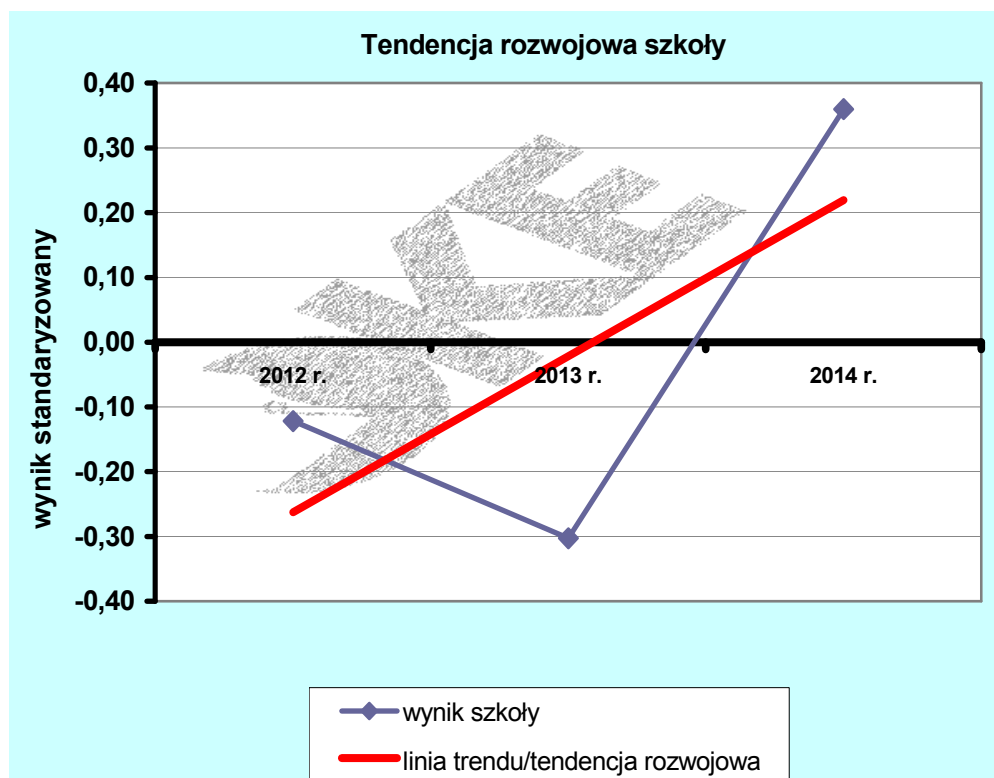 Tendencja rozwojowa szkoły
0,40
0,30
0,20
0,10
0,00
-0,10
-0,20
-0,30
-0,40
wynik standaryzowany
2012 r. 2013 r. 2014 r.
wynik szkoły
linia trendu/tendencja rozwojowa